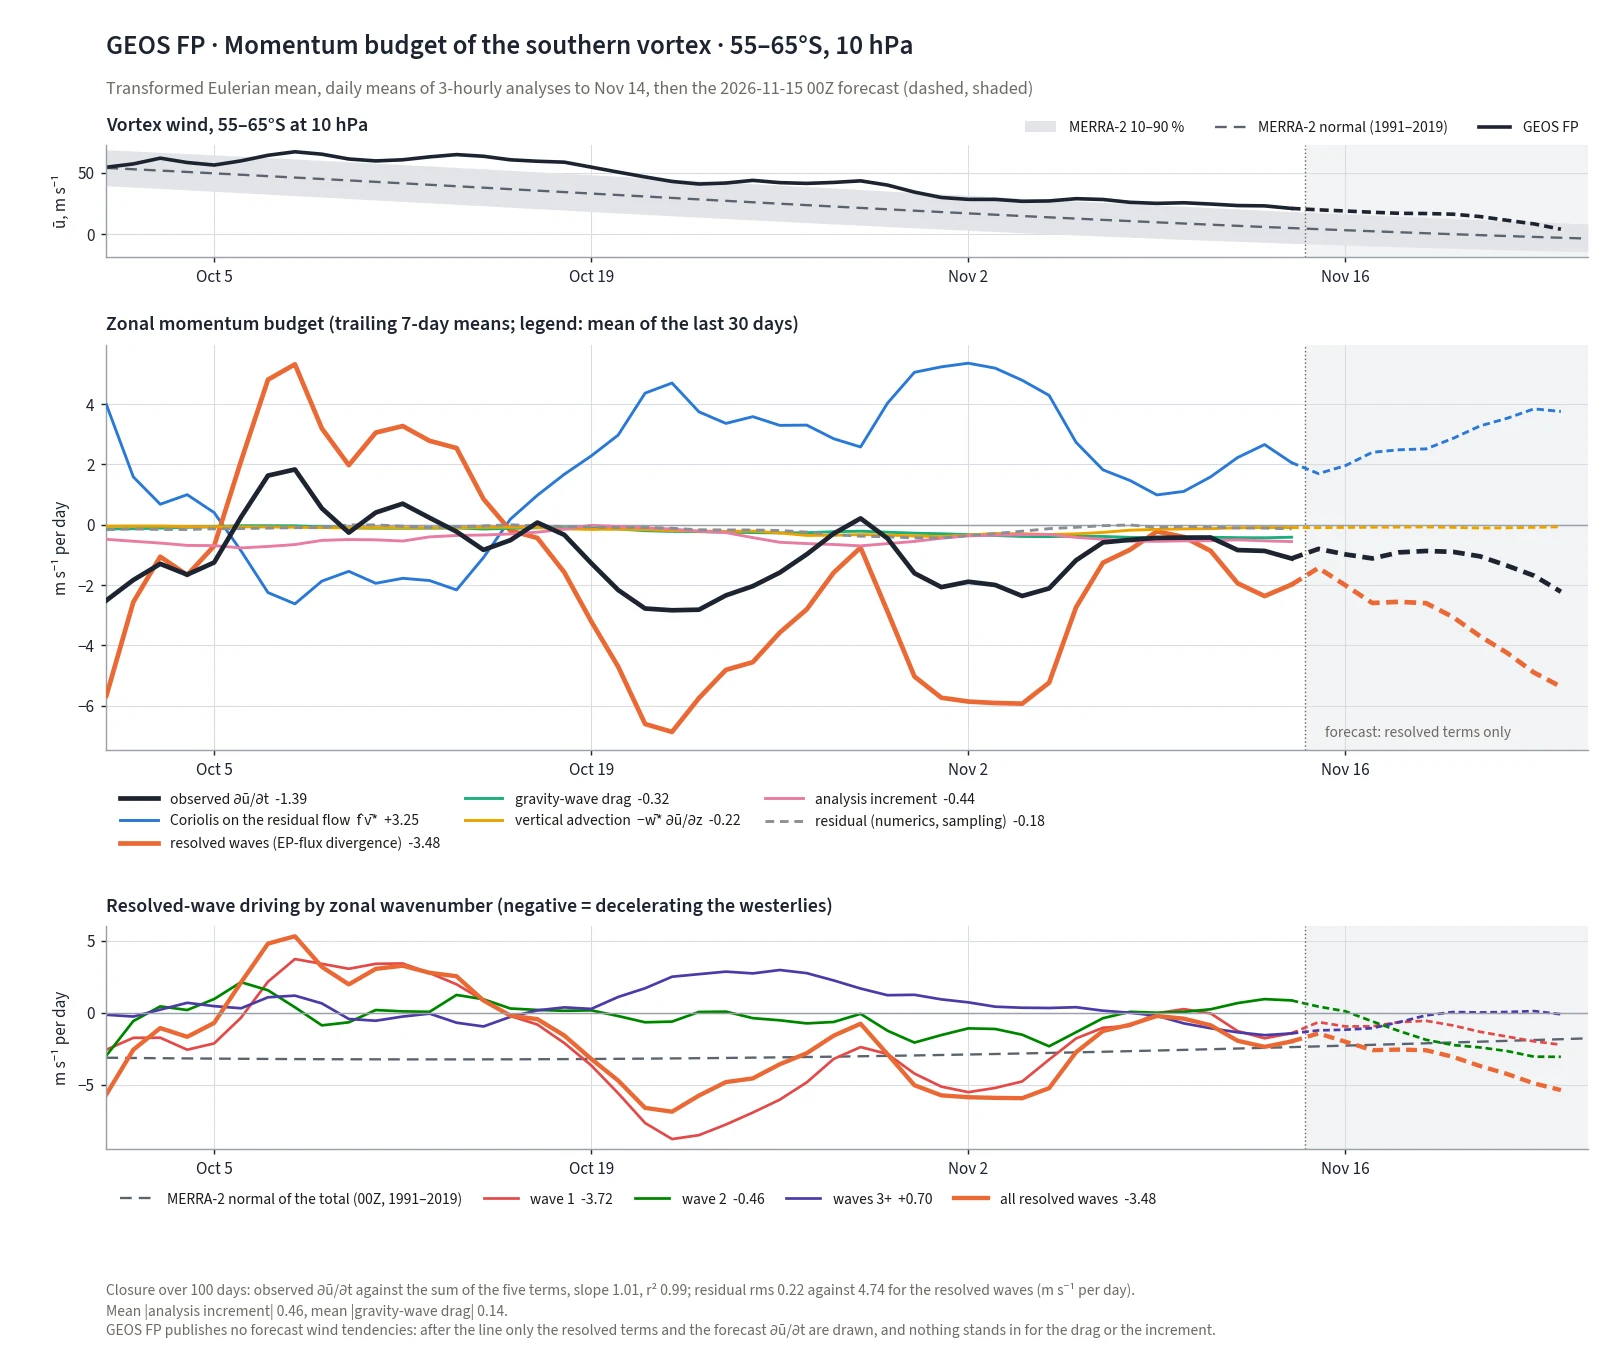 GEOS FP · Momentum budget of the southern vortex · 55–65°S, 10 hPa
Transformed Eulerian mean, daily means of 3-hourly analyses to Nov 14, then the 2026-11-15 00Z forecast (dashed, shaded)
Vortex wind, 55–65°S at 10 hPa
MERRA-2 10–90 %
MERRA-2 normal (1991–2019)
GEOS FP
50
0
ū, m s⁻¹
Oct 5
Oct 19
Nov 2
Nov 16
Zonal momentum budget (trailing 7-day means; legend: mean of the last 30 days)
4
2
0
−2
−4
−6
m s⁻¹ per day
forecast: resolved terms only
Oct 5
Oct 19
Nov 2
Nov 16
observed ∂ū/∂t -1.39
gravity-wave drag -0.32
analysis increment -0.44
Coriolis on the residual flow f v̄* +3.25
vertical advection −w̄* ∂ū/∂z -0.22
residual (numerics, sampling) -0.18
resolved waves (EP-flux divergence) -3.48
Resolved-wave driving by zonal wavenumber (negative = decelerating the westerlies)
5
0
−5
m s⁻¹ per day
Oct 5
Oct 19
Nov 2
Nov 16
MERRA-2 normal of the total (00Z, 1991–2019)
wave 1 -3.72
wave 2 -0.46
waves 3+ +0.70
all resolved waves -3.48
Closure over 100 days: observed ∂ū/∂t against the sum of the five terms, slope 1.01, r² 0.99; residual rms 0.22 against 4.74 for the resolved waves (m s⁻¹ per day).
Mean |analysis increment| 0.46, mean |gravity-wave drag| 0.14.
GEOS FP publishes no forecast wind tendencies: after the line only the resolved terms and the forecast ∂ū/∂t are drawn, and nothing stands in for the drag or the increment.